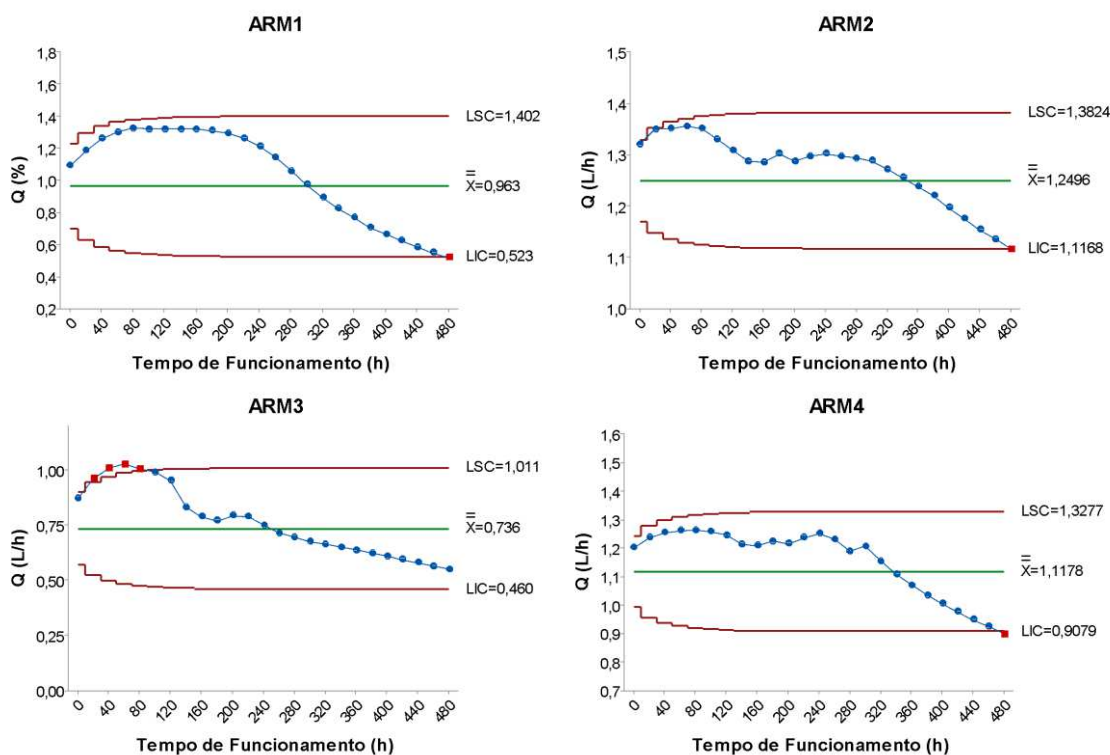 ARM1
Q (%)
1,8
1,6
1,4
1,2
1,0
0,8
0,6
0,4
0,2
LSC=1,402
X=0,963
LIC=0,523
0 40 80 120 160 200 240 280 320 360 400 440 480
Tempo de Funcionamento (h)
ARM2
Q (L/h)
1,5
1,4
1,3
1,2
1,1
1,0
LSC=1,3824
X=1,2496
LIC=1,1168
0 40 80 120 160 200 240 280 320 360 400 440 480
Tempo de Funcionamento (h)
ARM3
Q (L/h)
1,00
0,75
0,50
0,25
0,00
LSC=1,011
X=0,736
LIC=0,460
0 40 80 120 160 200 240 280 320 360 400 440 480
Tempo de Funcionamento (h)
ARM4
Q (L/h)
1,6
1,5
1,4
1,3
1,2
1,1
1,0
0,9
0,8
0,7
LSC=1,3277
X=1,1178
LIC=0,9079
0 40 80 120 160 200 240 280 320 360 400 440 480
Tempo de Funcionamento (h)